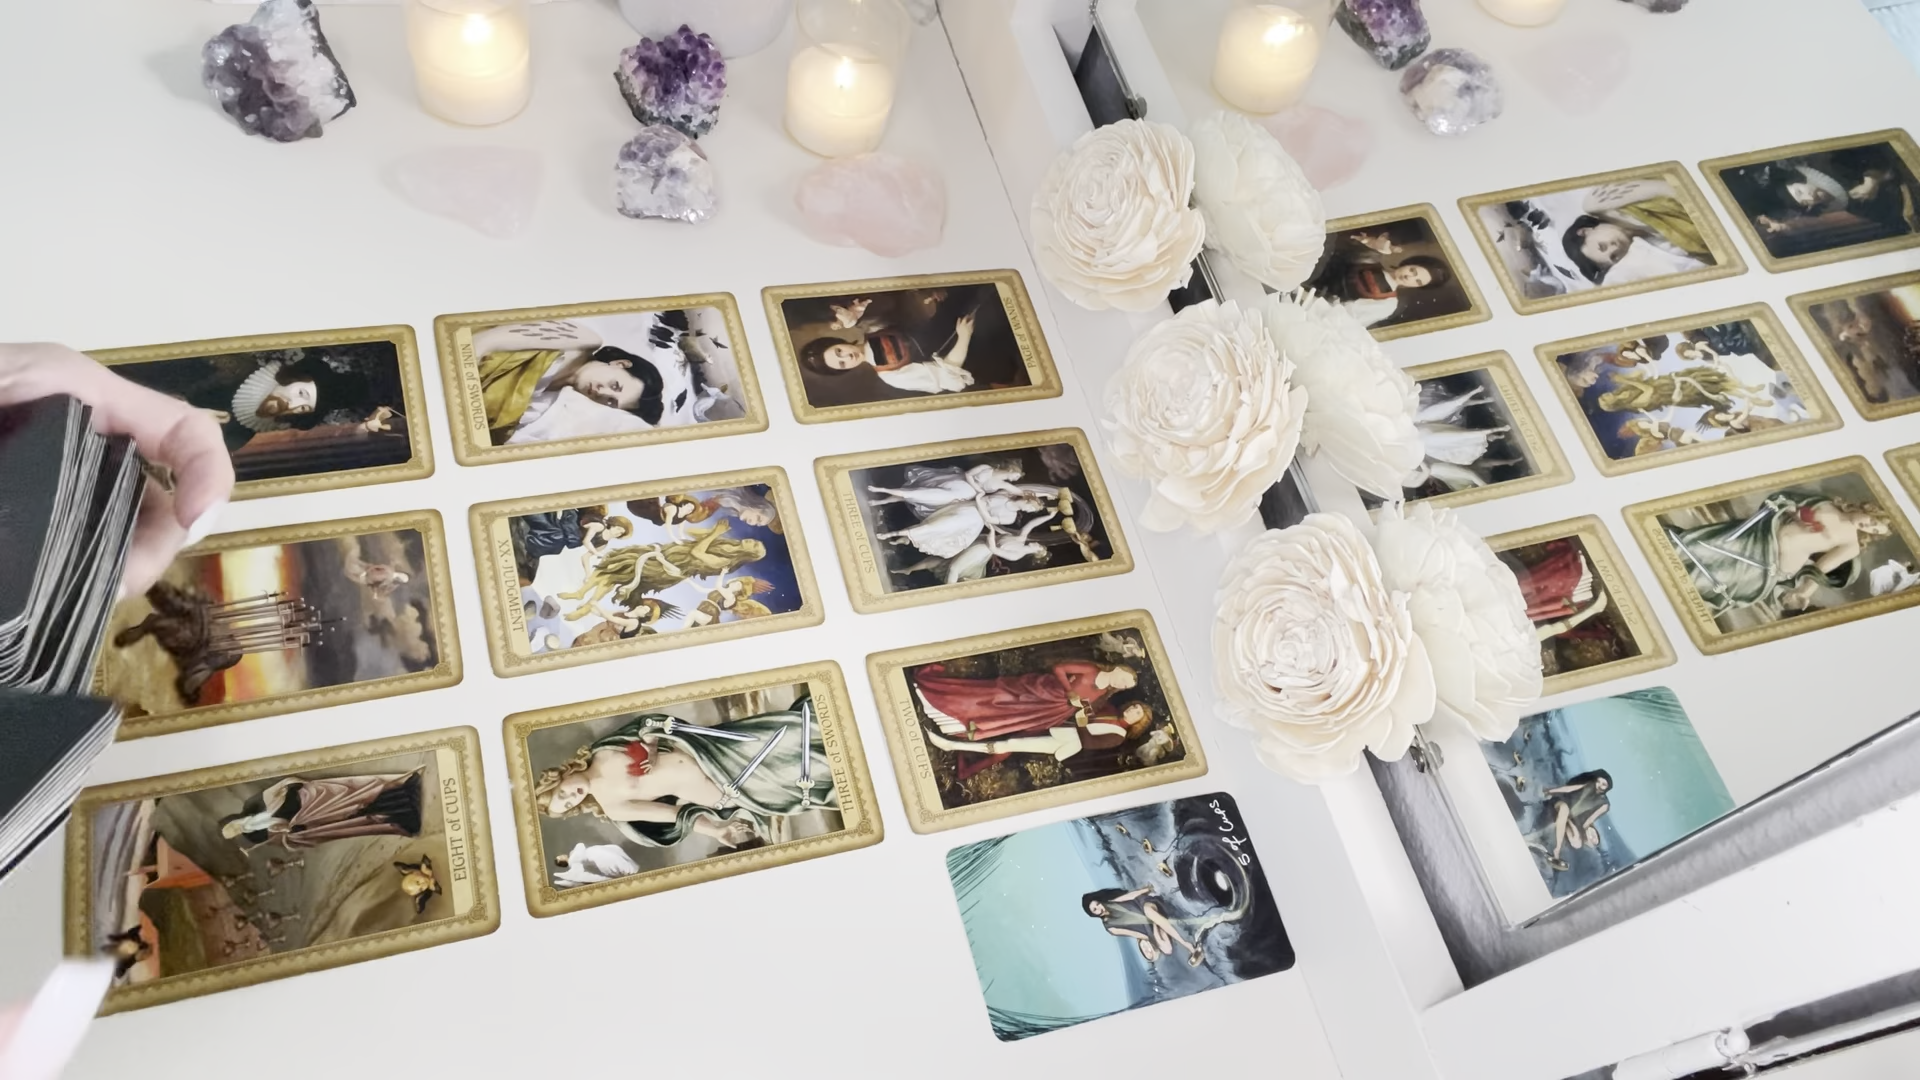 NINE of SWORDS
PAGE of WANDS
XX · JUDGMENT
THREE of CUPS
EIGHT of CUPS
THREE of SWORDS
TWO of CUPS
5 of Cups